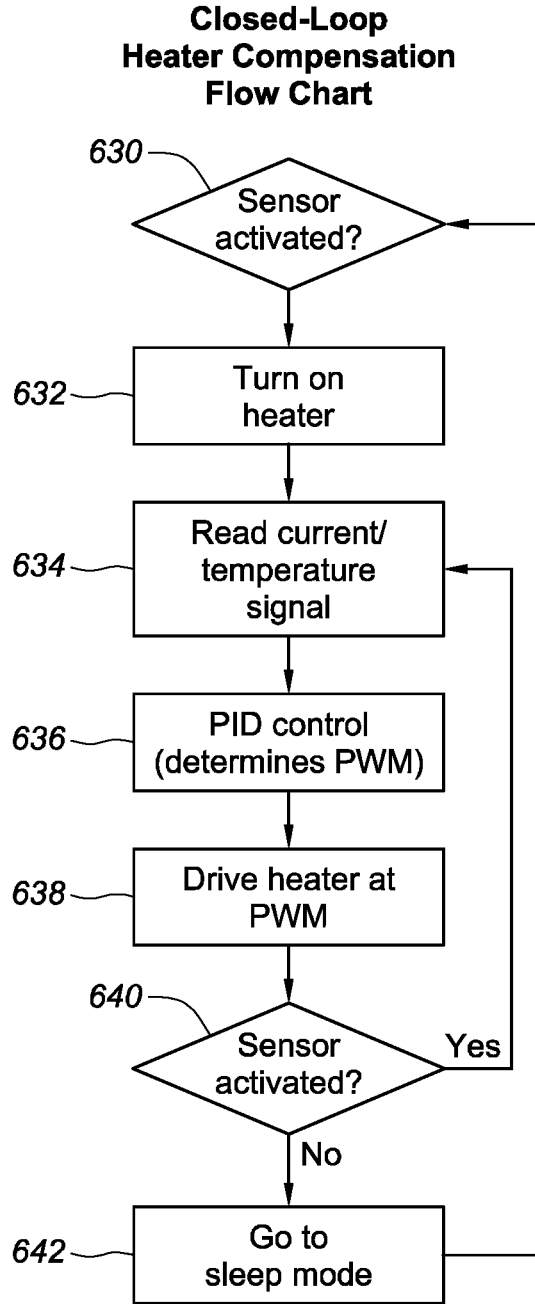 Closed-Loop
Heater Compensation
Flow Chart
630
Sensor
activated?
632
Turn on
heater
634
Read current/
temperature
signal
636
PID control
(determines PWM)
638
Drive heater at
PWM
640
Sensor
activated?
Yes
No
642
Go to
sleep mode